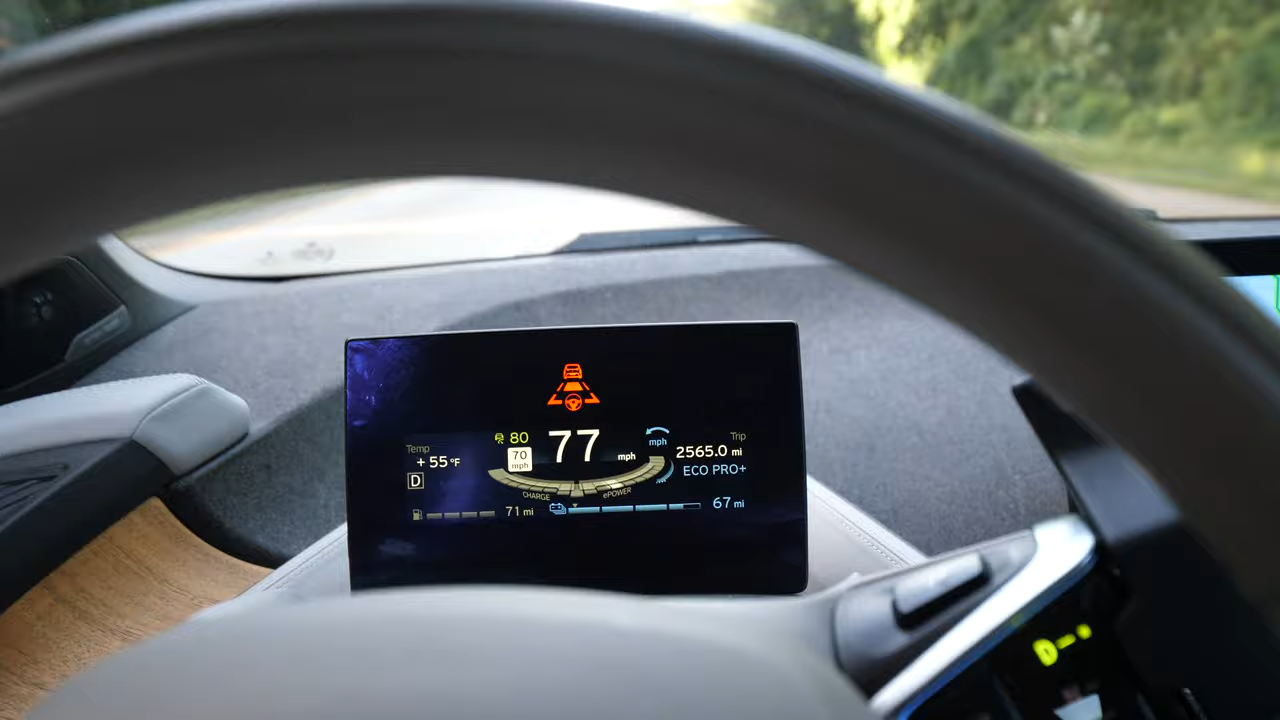 80
77
mph
Trip
Temp
70
mph
mph
2565.0 mi
+ 55 °F
ECO PRO+
D
CHARGE
ePOWER
71 mi
67 mi
D